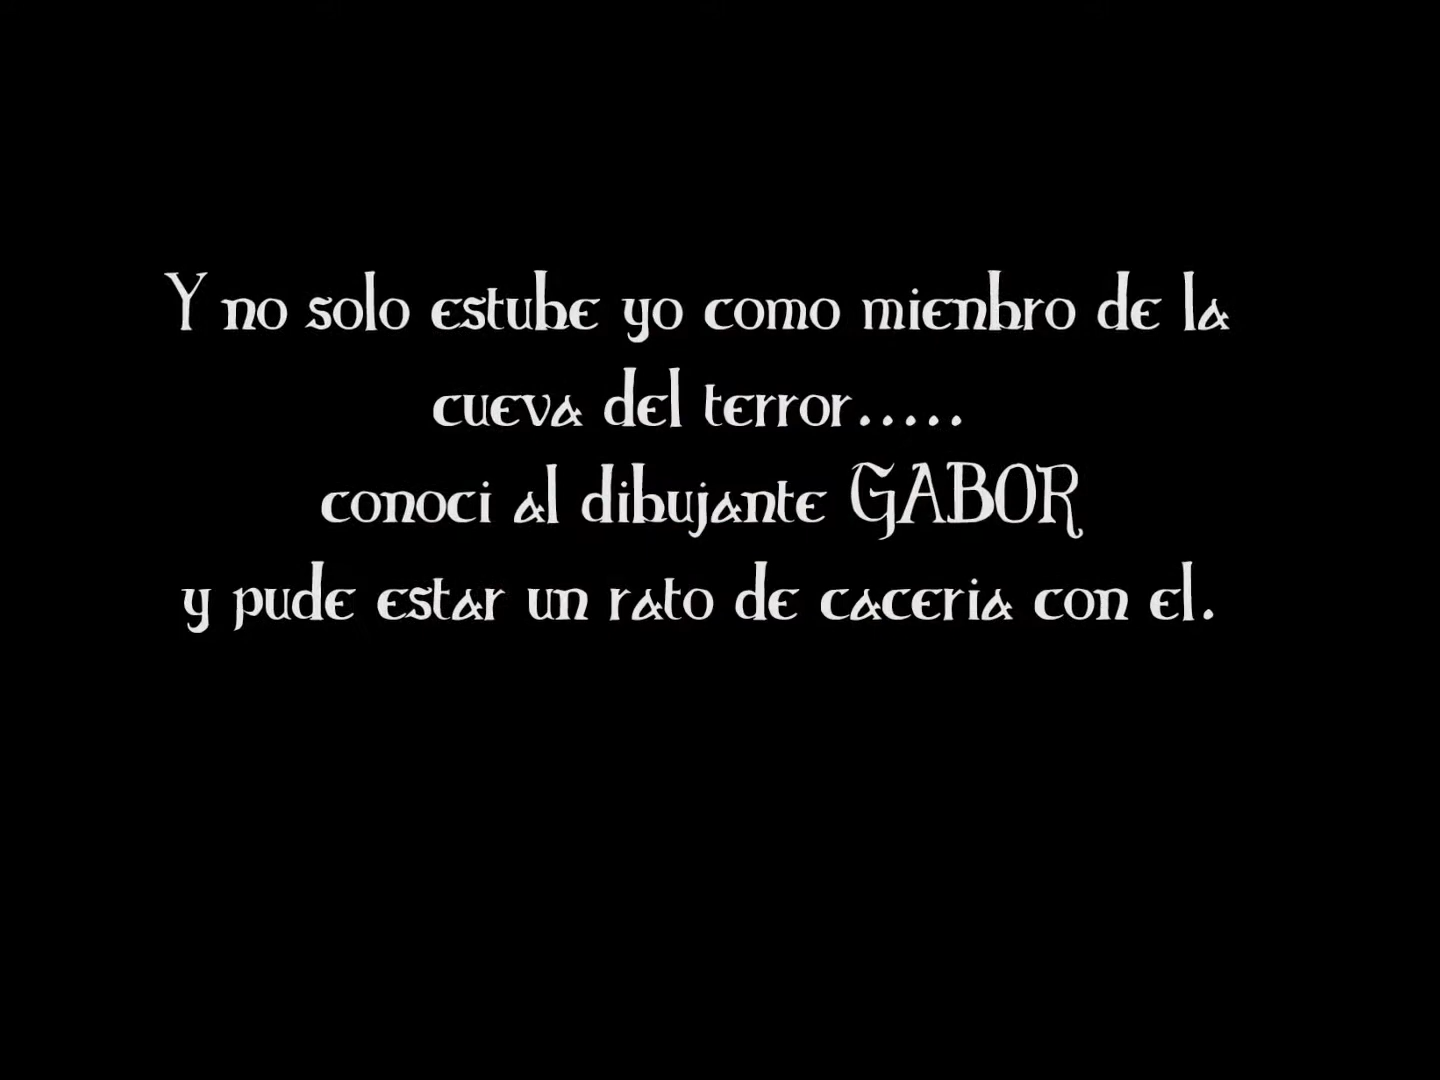 Y no solo estube yo como mienbro de la
cueva del terror.....
conoci al dibujante GABOR
y pude estar un rato de caceria con el.